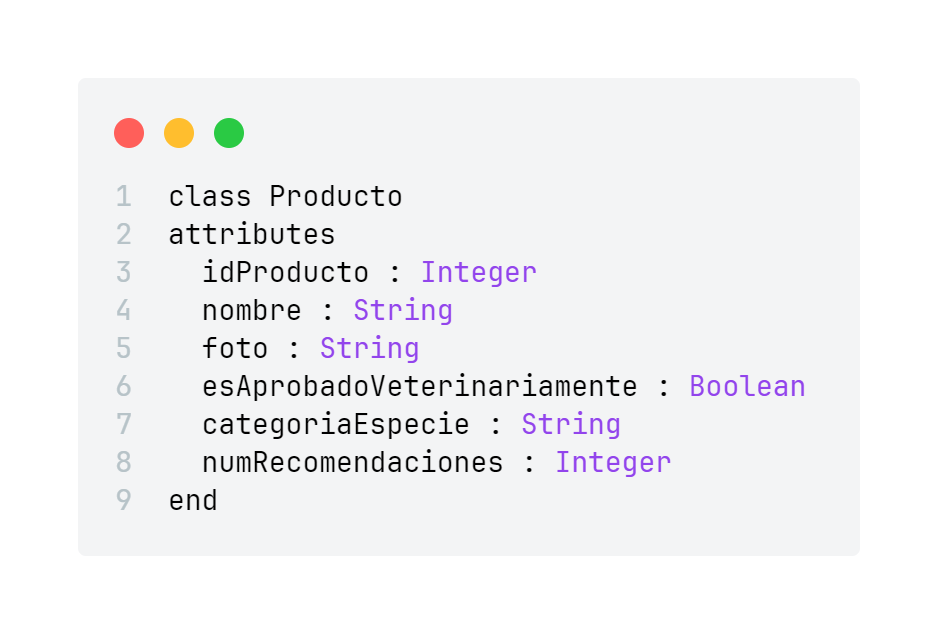 1 class Producto
2 attributes
3   idProducto : Integer
4   nombre : String
5   foto : String
6   esAprobadoVeterinariamente : Boolean
7   categoriaEspecie : String
8   numRecomendaciones : Integer
9 end